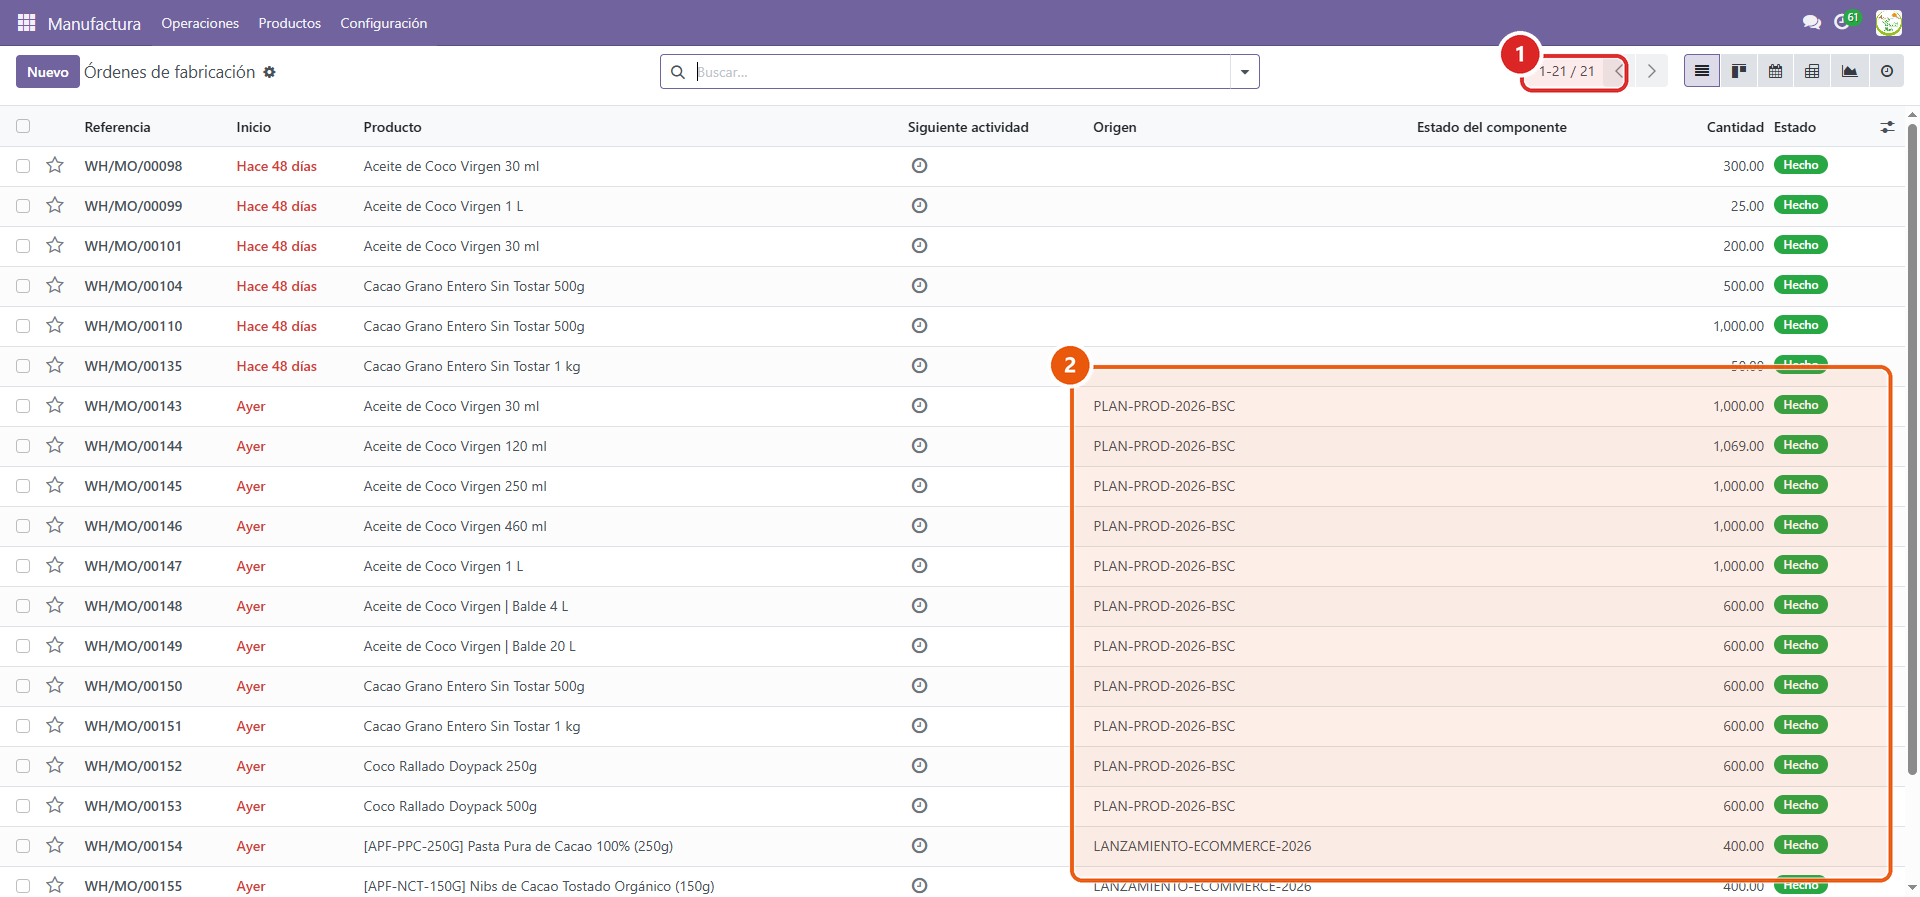 Manufactura Operaciones Productos Configuración 61
Nuevo Órdenes de fabricación Buscar... 1 1-21 / 21
Referencia Inicio Producto Siguiente actividad Origen Estado del componente Cantidad Estado
WH/MO/00098 Hace 48 días Aceite de Coco Virgen 30 ml 300.00 Hecho
WH/MO/00099 Hace 48 días Aceite de Coco Virgen 1 L 25.00 Hecho
WH/MO/00101 Hace 48 días Aceite de Coco Virgen 30 ml 200.00 Hecho
WH/MO/00104 Hace 48 días Cacao Grano Entero Sin Tostar 500g 500.00 Hecho
WH/MO/00110 Hace 48 días Cacao Grano Entero Sin Tostar 500g 1,000.00 Hecho
WH/MO/00135 Hace 48 días Cacao Grano Entero Sin Tostar 1 kg 2 50.00 Hecho
WH/MO/00143 Ayer Aceite de Coco Virgen 30 ml PLAN-PROD-2026-BSC 1,000.00 Hecho
WH/MO/00144 Ayer Aceite de Coco Virgen 120 ml PLAN-PROD-2026-BSC 1,069.00 Hecho
WH/MO/00145 Ayer Aceite de Coco Virgen 250 ml PLAN-PROD-2026-BSC 1,000.00 Hecho
WH/MO/00146 Ayer Aceite de Coco Virgen 460 ml PLAN-PROD-2026-BSC 1,000.00 Hecho
WH/MO/00147 Ayer Aceite de Coco Virgen 1 L PLAN-PROD-2026-BSC 1,000.00 Hecho
WH/MO/00148 Ayer Aceite de Coco Virgen | Balde 4 L PLAN-PROD-2026-BSC 600.00 Hecho
WH/MO/00149 Ayer Aceite de Coco Virgen | Balde 20 L PLAN-PROD-2026-BSC 600.00 Hecho
WH/MO/00150 Ayer Cacao Grano Entero Sin Tostar 500g PLAN-PROD-2026-BSC 600.00 Hecho
WH/MO/00151 Ayer Cacao Grano Entero Sin Tostar 1 kg PLAN-PROD-2026-BSC 600.00 Hecho
WH/MO/00152 Ayer Coco Rallado Doypack 250g PLAN-PROD-2026-BSC 600.00 Hecho
WH/MO/00153 Ayer Coco Rallado Doypack 500g PLAN-PROD-2026-BSC 600.00 Hecho
WH/MO/00154 Ayer [APF-PPC-250G] Pasta Pura de Cacao 100% (250g) LANZAMIENTO-ECOMMERCE-2026 400.00 Hecho
WH/MO/00155 Ayer [APF-NCT-150G] Nibs de Cacao Tostado Orgánico (150g) LANZAMIENTO-ECOMMERCE-2026 400.00 Hecho